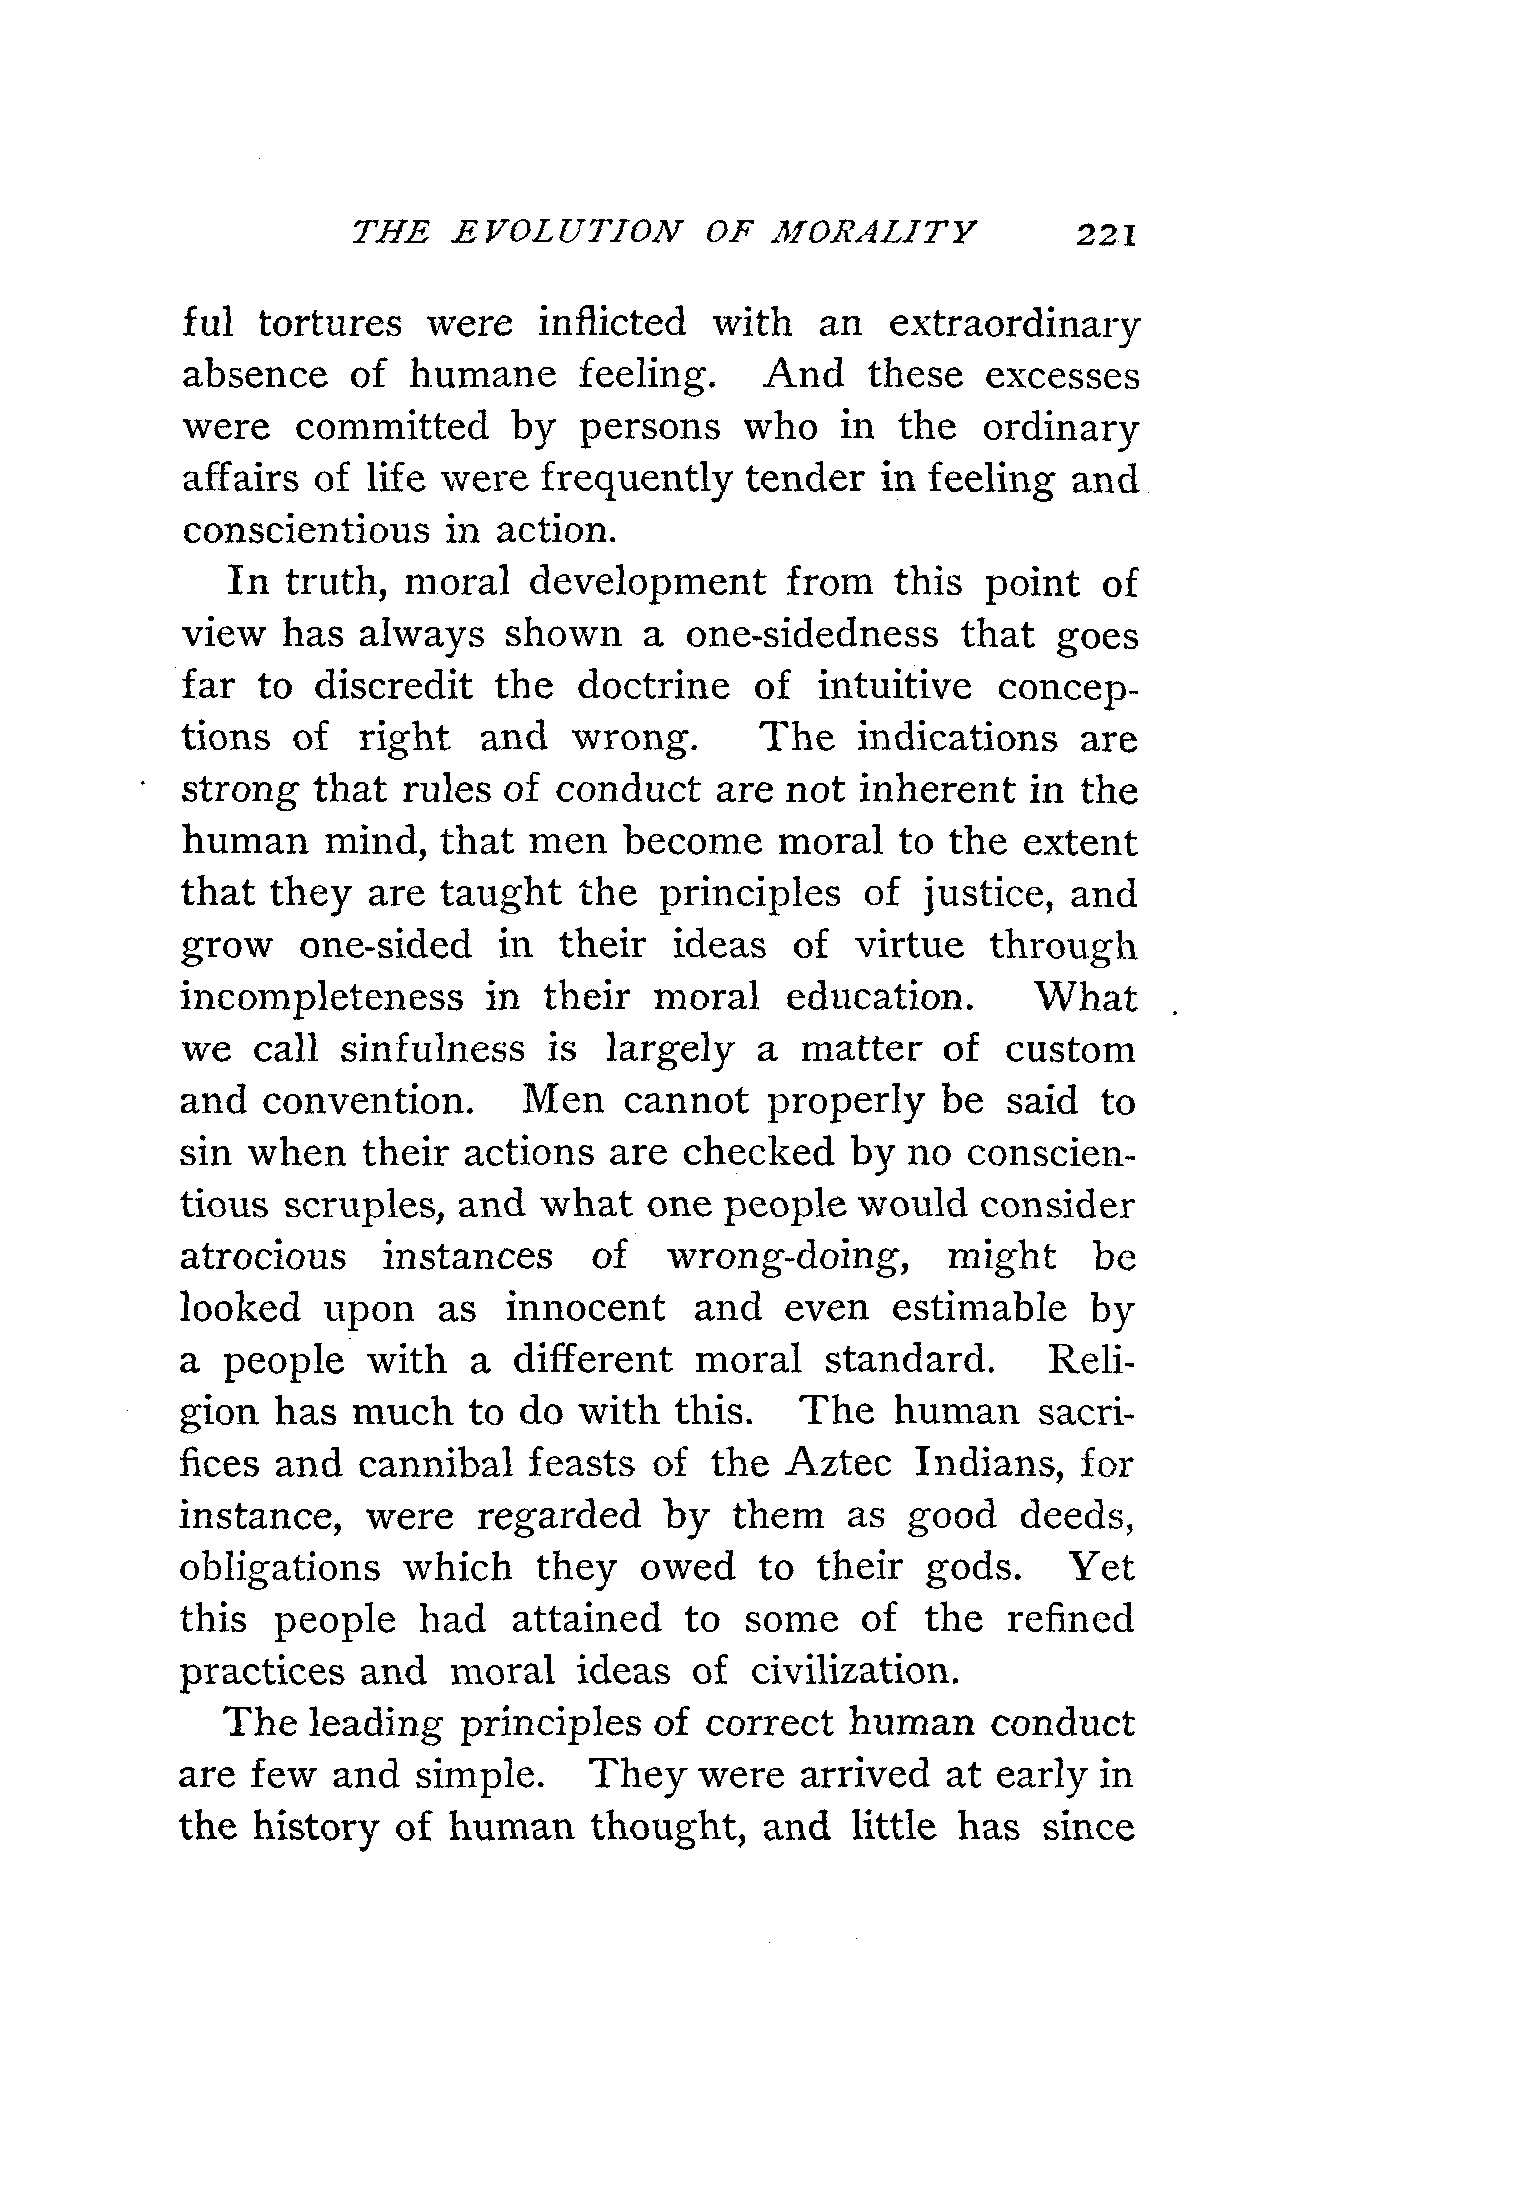 THE EVOLUTION OF MORALITY 221
ful tortures were inflicted with an extraordinary
absence of humane feeling. And these excesses
were committed by persons who in the ordinary
affairs of life were frequently tender in feeling and
conscientious in action.
In truth, moral development from this point of
view has always shown a one-sidedness that goes
far to discredit the doctrine of intuitive concep-
tions of right and wrong. The indications are
strong that rules of conduct are not inherent in the
human mind, that men become moral to the extent
that they are taught the principles of justice, and
grow one-sided in their ideas of virtue through
incompleteness in their moral education. What
we call sinfulness is largely a matter of custom
and convention. Men cannot properly be said to
sin when their actions are checked by no conscien-
tious scruples, and what one people would consider
atrocious instances of wrong-doing, might be
looked upon as innocent and even estimable by
a people with a different moral standard. Reli-
gion has much to do with this. The human sacri-
fices and cannibal feasts of the Aztec Indians, for
instance, were regarded by them as good deeds,
obligations which they owed to their gods. Yet
this people had attained to some of the refined
practices and moral ideas of civilization.
The leading principles of correct human conduct
are few and simple. They were arrived at early in
the history of human thought, and little has since